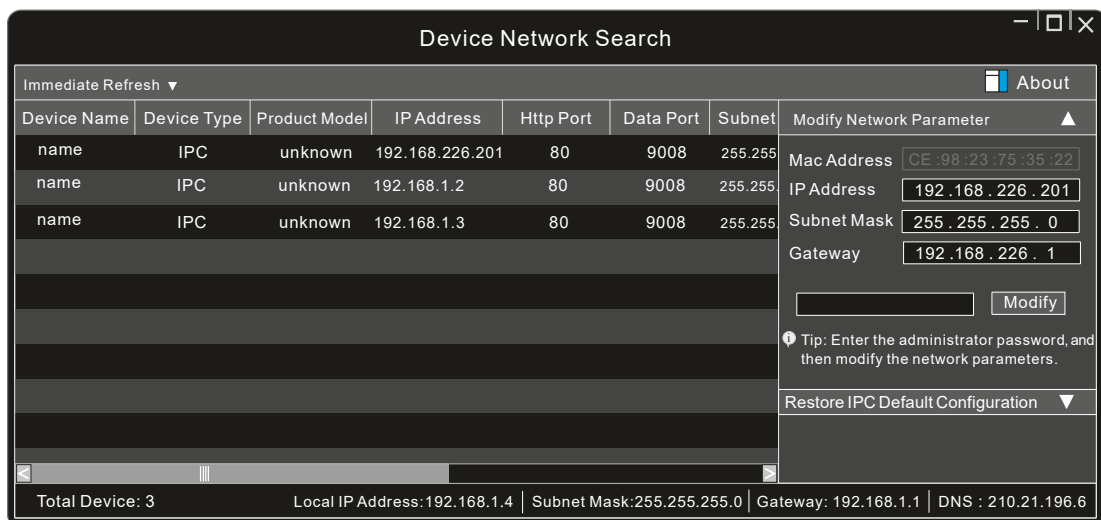 Device Network Search
Immediate Refresh ▼
About
Device Name Device Type Product Model IP Address Http Port Data Port Subnet
name IPC unknown 192.168.226.201 80 9008 255.255
name IPC unknown 192.168.1.2 80 9008 255.255.
name IPC unknown 192.168.1.3 80 9008 255.255.
Modify Network Parameter ▲
Mac Address CE:98:23:75:35:22
IP Address 192.168.226.201
Subnet Mask 255.255.255.0
Gateway 192.168.226.1
Modify
Tip: Enter the administrator password, and
then modify the network parameters.
Restore IPC Default Configuration ▼
Total Device: 3 Local IP Address:192.168.1.4 Subnet Mask:255.255.255.0 Gateway: 192.168.1.1 DNS : 210.21.196.6